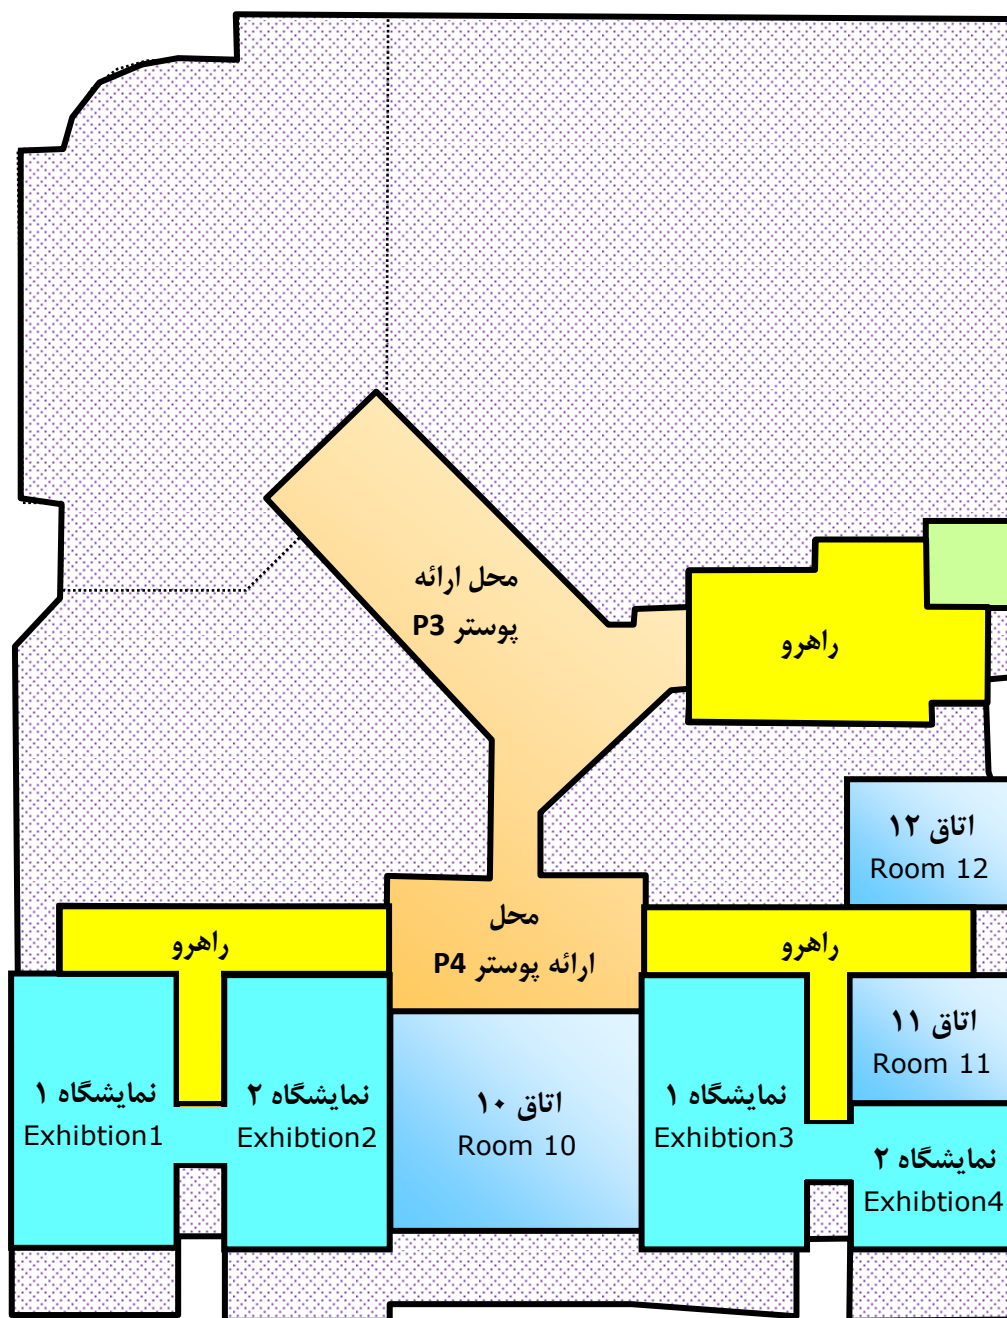 محل ارائه
پوستر P3
راهرو
اتاق ۱۲
Room 12
راهرو
محل
ارائه پوستر P4
راهرو
نمایشگاه ۱
Exhibtion1
نمایشگاه ۲
Exhibtion2
اتاق ۱۰
Room 10
نمایشگاه ۱
Exhibtion3
اتاق ۱۱
Room 11
نمایشگاه ۲
Exhibtion4